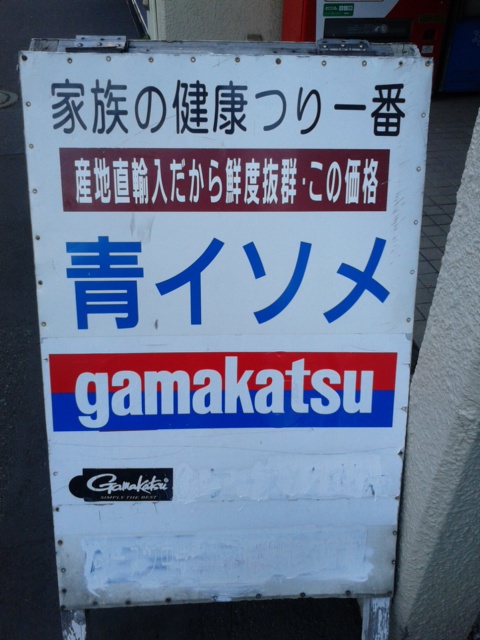 家族の健康つり一番
産地直輸入だから鮮度抜群・この価格
青イソメ
gamakatsu
Gamakatsu®
SIMPLY THE BEST